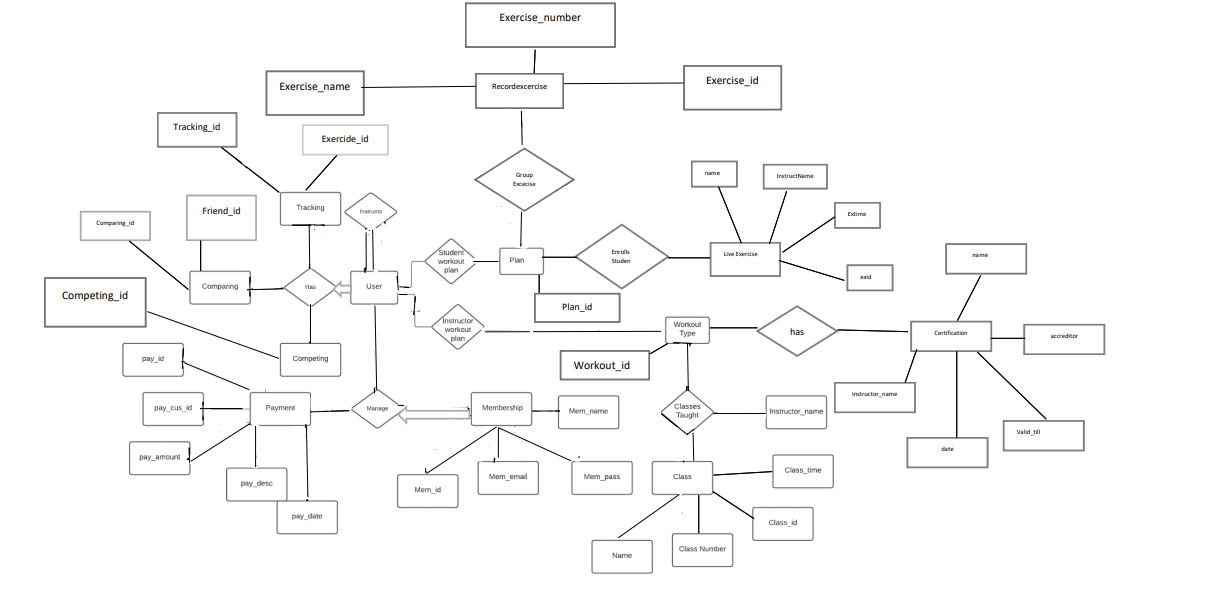 Exercise_number
Exercise_name
Recordexcercise
Exercise_id
Tracking_id
Exercide_id
Group
Excecise
name
InstructName
Comparing_id
Friend_id
Tracking
Instructs
Extime
Student
workout
plan
Plan
Enrolls
Studen
Live Exercise
name
exid
Comparing
Has
User
Competing_id
Plan_id
Instructor
workout
plan
Workout
Type
has
Certification
accreditor
pay_id
Competing
Workout_id
Instructor_name
pay_cus_id
Payment
Manage
Membership
Mem_name
Classes
Taught
Instructor_name
Valid_till
date
pay_amount
pay_desc
pay_date
Mem_id
Mem_email
Mem_pass
Class
Class_time
Class_id
Name
Class Number